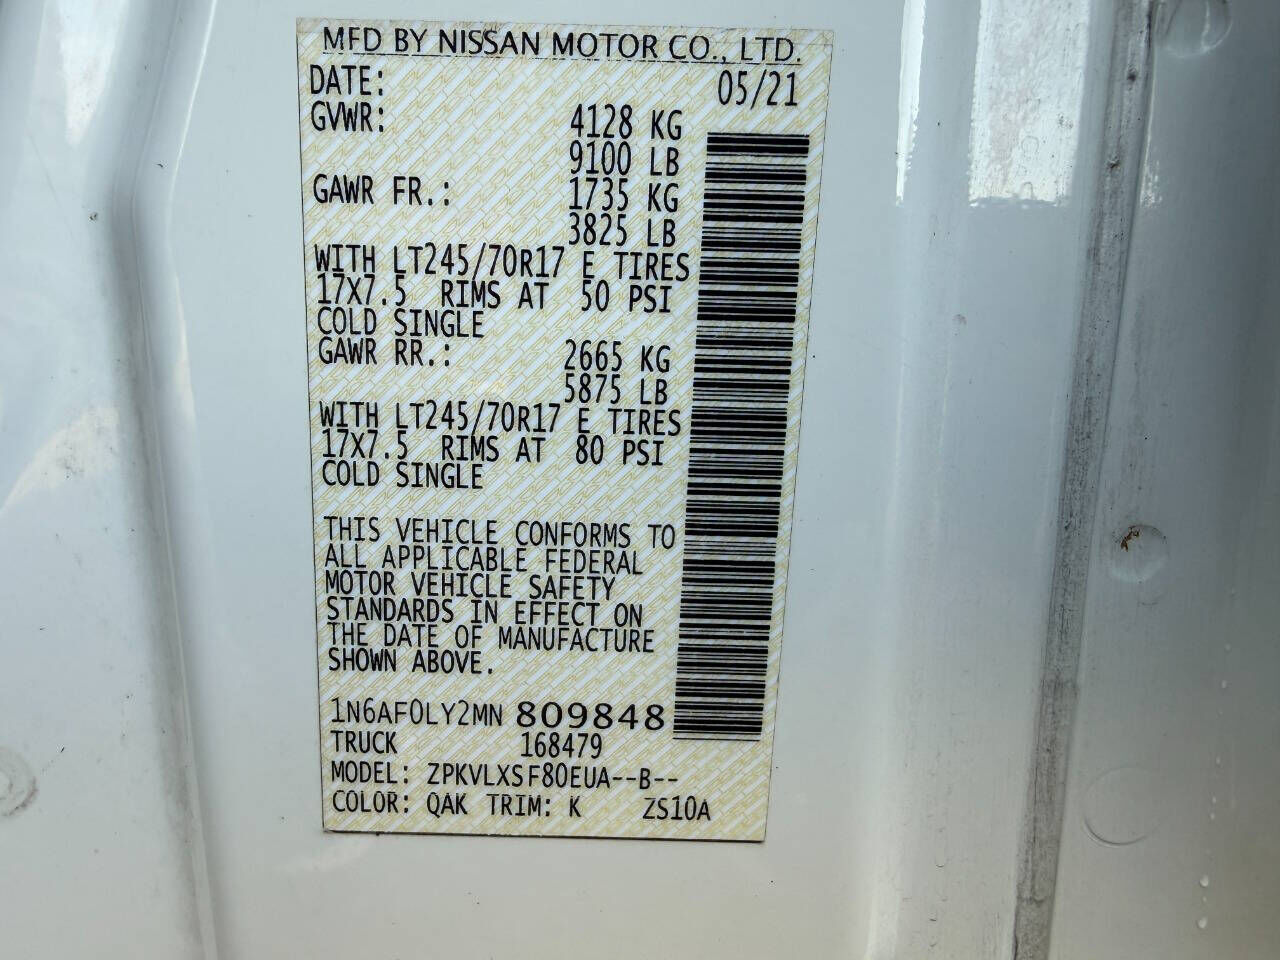 MFD BY NISSAN MOTOR CO., LTD.
DATE: 05/21
GVWR: 4128 KG
9100 LB
GAWR FR.: 1735 KG
3825 LB
WITH LT245/70R17 E TIRES
17X7.5 RIMS AT 50 PSI
COLD SINGLE
GAWR RR.: 2665 KG
5875 LB
WITH LT245/70R17 E TIRES
17X7.5 RIMS AT 80 PSI
COLD SINGLE
THIS VEHICLE CONFORMS TO
ALL APPLICABLE FEDERAL
MOTOR VEHICLE SAFETY
STANDARDS IN EFFECT ON
THE DATE OF MANUFACTURE
SHOWN ABOVE.
1N6AF0LY2MN 809848
TRUCK 168479
MODEL: ZPKVLXSF80EUA--B--
COLOR: QAK TRIM: K ZS10A